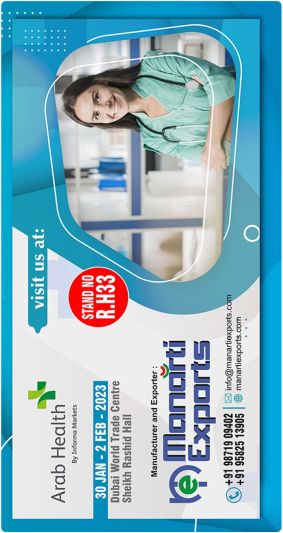 visit us at:
Arab Health
By Informa Markets
STAND NO
R.H33
30 JAN - 2 FEB - 2023
Dubai World Trade Centre
Sheikh Rashid Hall
Manufacturer and Exporter :
me Manarti
Exports
+91 98719 09402
+91 95825 13905
info@manartiexports.com
manartiexports.com